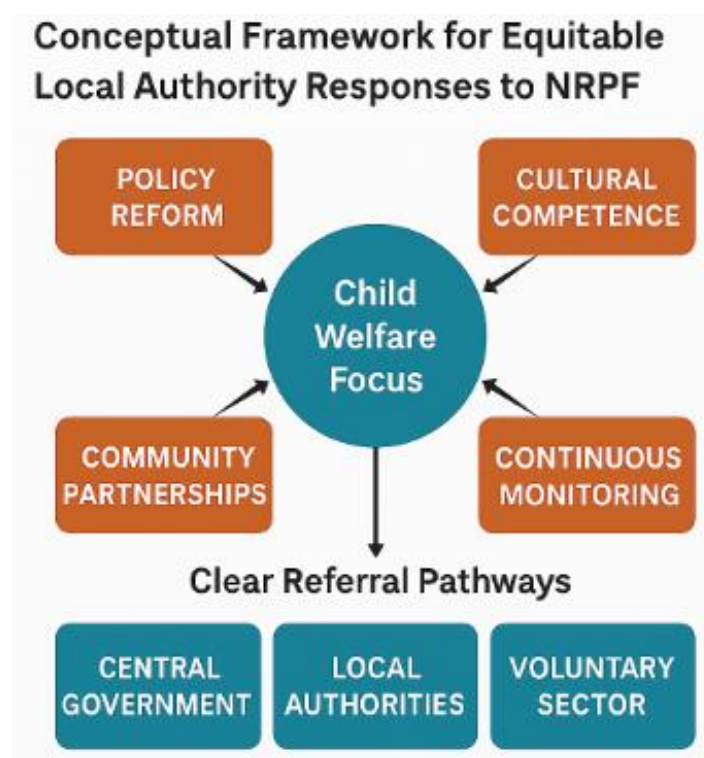 Conceptual Framework for Equitable
Local Authority Responses to NRPF
POLICY
REFORM
CULTURAL
COMPETENCE
Child
Welfare
Focus
COMMUNITY
PARTNERSHIPS
CONTINUOUS
MONITORING
Clear Referral Pathways
CENTRAL
GOVERNMENT
LOCAL
AUTHORITIES
VOLUNTARY
SECTOR